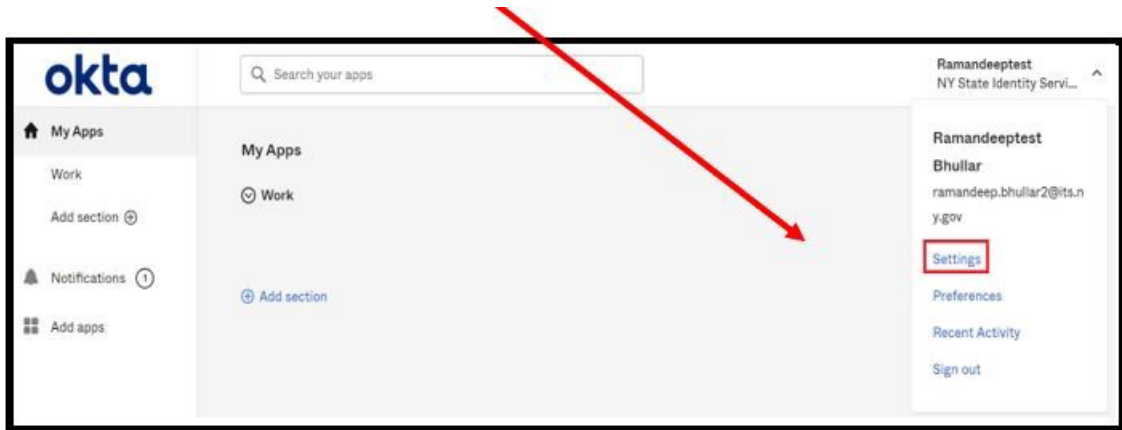 okta
Search your apps
Ramandeeptest
NY State Identity Servi...
My Apps
Work
Add section
Notifications 1
Add apps
My Apps
Work
Add section
Ramandeeptest
Bhullar
ramandeep.bhullar2@its.n
y.gov
Settings
Preferences
Recent Activity
Sign out